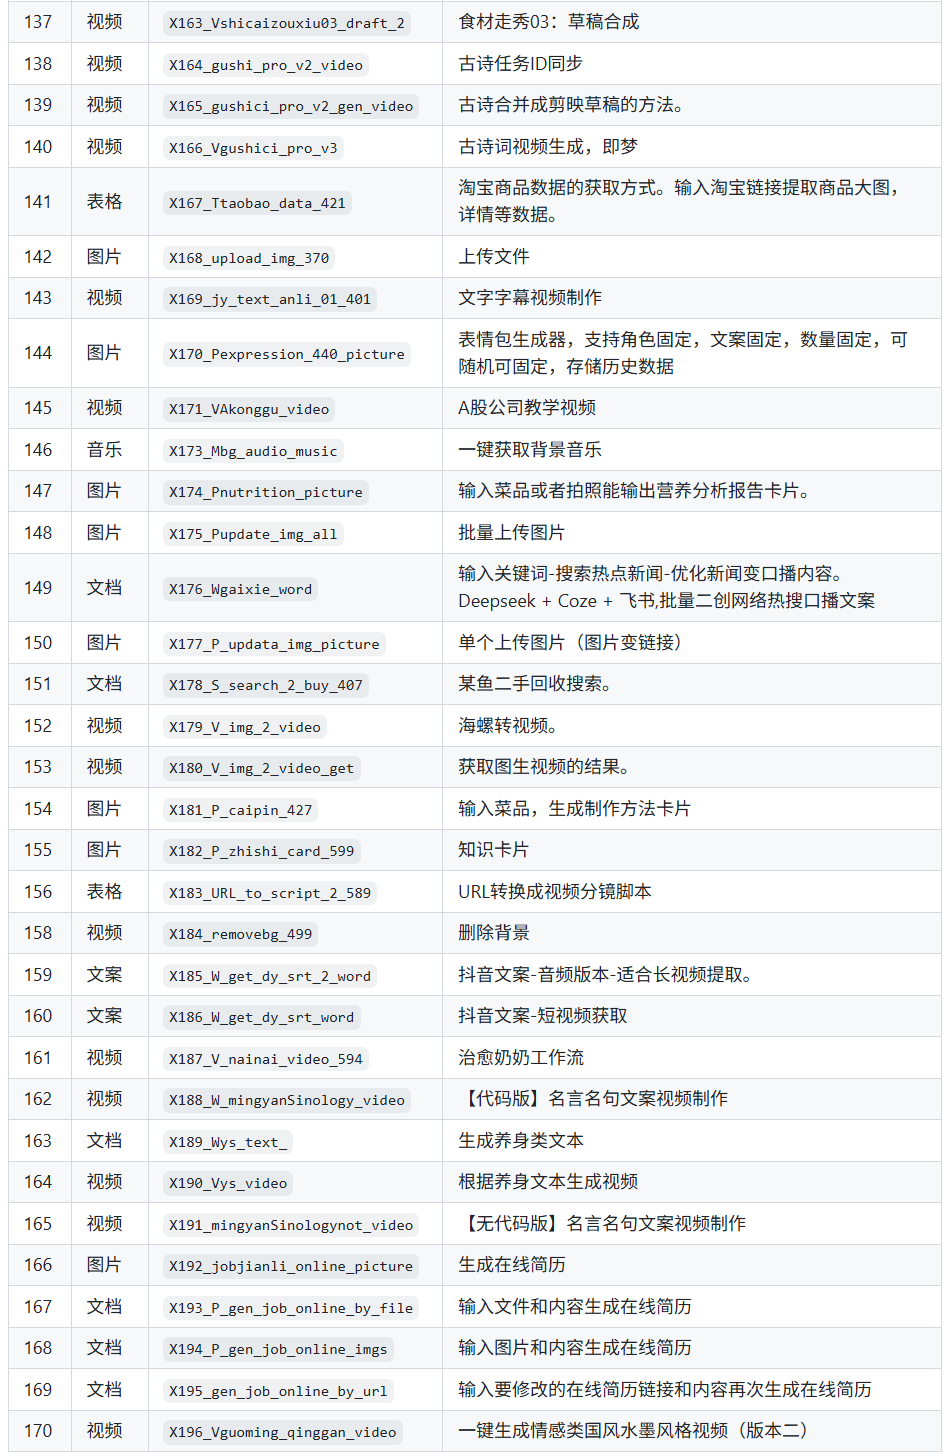 137 视频 X163_Vshicaizouxiu03_draft_2 食材走秀03：草稿合成
138 视频 X164_gushi_pro_v2_video 古诗任务ID同步
139 视频 X165_gushici_pro_v2_gen_video 古诗合并成剪映草稿的方法。
140 视频 X166_Vgushici_pro_v3 古诗词视频生成，即梦
141 表格 X167_Ttaobao_data_421 淘宝商品数据的获取方式。输入淘宝链接提取商品大图，
详情等数据。
142 图片 X168_upload_img_370 上传文件
143 视频 X169_jy_text_anli_01_401 文字字幕视频制作
144 图片 X170_Pexpression_440_picture 表情包生成器，支持角色固定，文案固定，数量固定，可
随机可固定，存储历史数据
145 视频 X171_VAkonggu_video A股公司教学视频
146 音乐 X173_Mbg_audio_music 一键获取背景音乐
147 图片 X174_Pnutrition_picture 输入菜品或者拍照能输出营养分析报告卡片。
148 图片 X175_Pupdate_img_all 批量上传图片
149 文档 X176_Wgaixie_word 输入关键词-搜索热点新闻-优化新闻变口播内容。
Deepseek + Coze + 飞书,批量二创网络热搜口播文案
150 图片 X177_P_updata_img_picture 单个上传图片（图片变链接）
151 文档 X178_S_search_2_buy_407 某鱼二手回收搜索。
152 视频 X179_V_img_2_video 海螺转视频。
153 视频 X180_V_img_2_video_get 获取图生视频的结果。
154 图片 X181_P_caipin_427 输入菜品，生成制作方法卡片
155 图片 X182_P_zhishi_card_599 知识卡片
156 表格 X183_URL_to_script_2_589 URL转换成视频分镜脚本
158 视频 X184_removebg_499 删除背景
159 文案 X185_W_get_dy_srt_2_word 抖音文案-音频版本-适合长视频提取。
160 文案 X186_W_get_dy_srt_word 抖音文案-短视频获取
161 视频 X187_V_nainai_video_594 治愈奶奶工作流
162 视频 X188_W_mingyanSinology_video 【代码版】名言名句文案视频制作
163 文档 X189_Wys_text_ 生成养身类文本
164 视频 X190_Vys_video 根据养身文本生成视频
165 视频 X191_mingyanSinologynot_video 【无代码版】名言名句文案视频制作
166 图片 X192_jobjianli_online_picture 生成在线简历
167 文档 X193_P_gen_job_online_by_file 输入文件和内容生成在线简历
168 文档 X194_P_gen_job_online_imgs 输入图片和内容生成在线简历
169 文档 X195_gen_job_online_by_url 输入要修改的在线简历链接和内容再次生成在线简历
170 视频 X196_Vguoming_qinggan_video 一键生成情感类国风水墨风格视频（版本二）